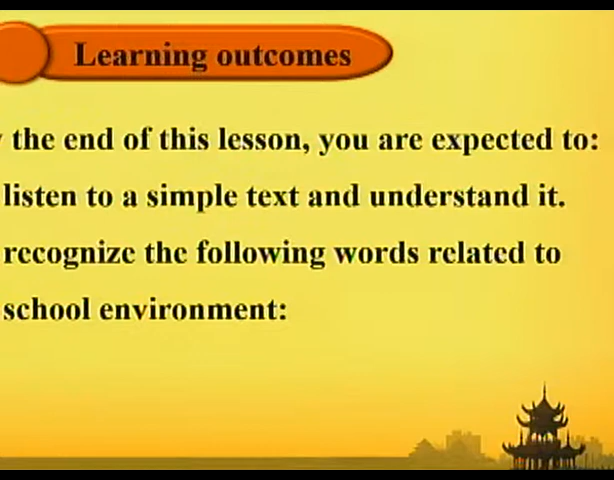 Learning outcomes
the end of this lesson, you are expected to:
listen to a simple text and understand it.
recognize the following words related to
school environment: